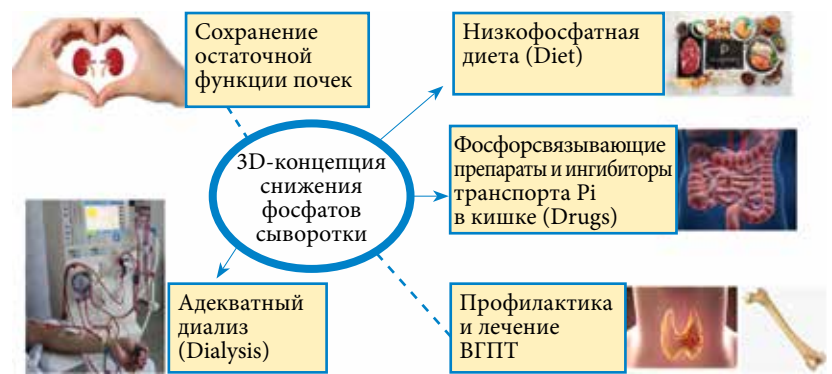 Сохранение
остаточной
функции почек
Низкофосфатная
диета (Diet)
3D-концепция
снижения
фосфатов
сыворотки
Фосфорсвязывающие
препараты и ингибиторы
транспорта Pi
в кишке (Drugs)
Адекватный
диализ
(Dialysis)
Профилактика
и лечение
ВГПТ
P